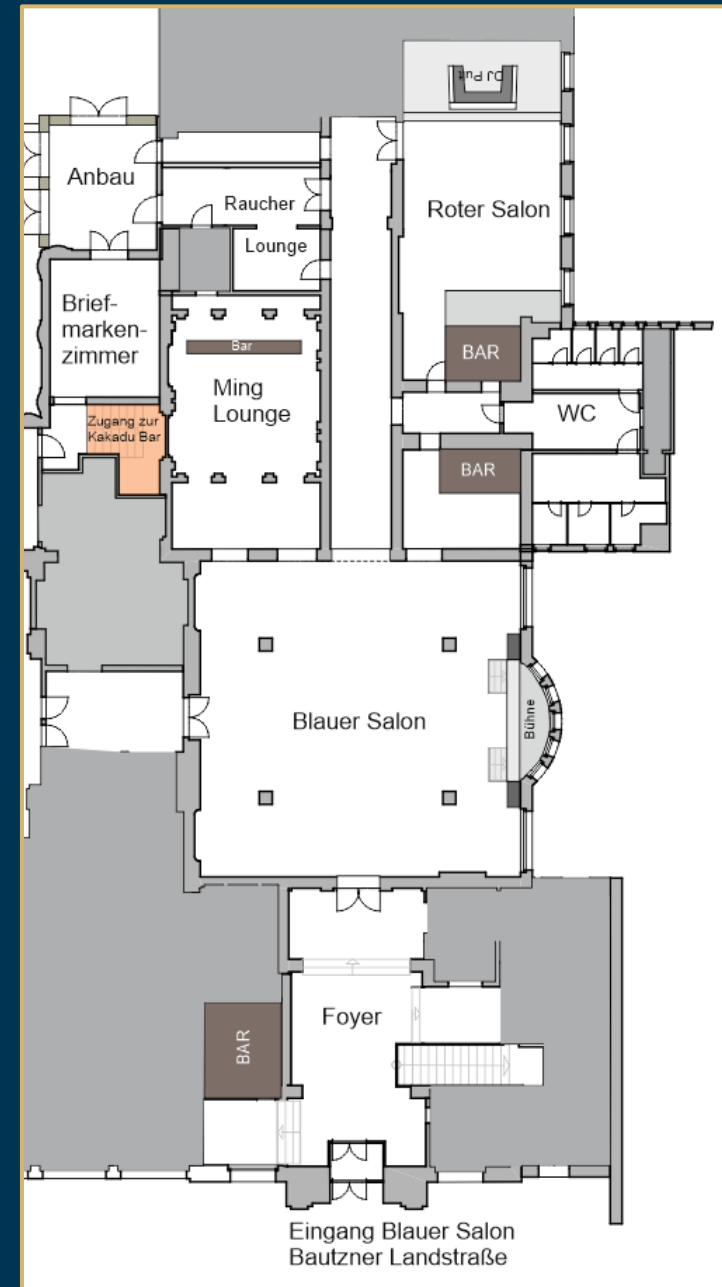 DJ Pult
Anbau
Raucher
Lounge
Roter Salon
Brief-
marken-
zimmer
Bar
Ming
Lounge
BAR
WC
Zugang zur
Kakadu Bar
BAR
Blauer Salon
Bühne
Foyer
BAR
Eingang Blauer Salon
Bautzner Landstraße